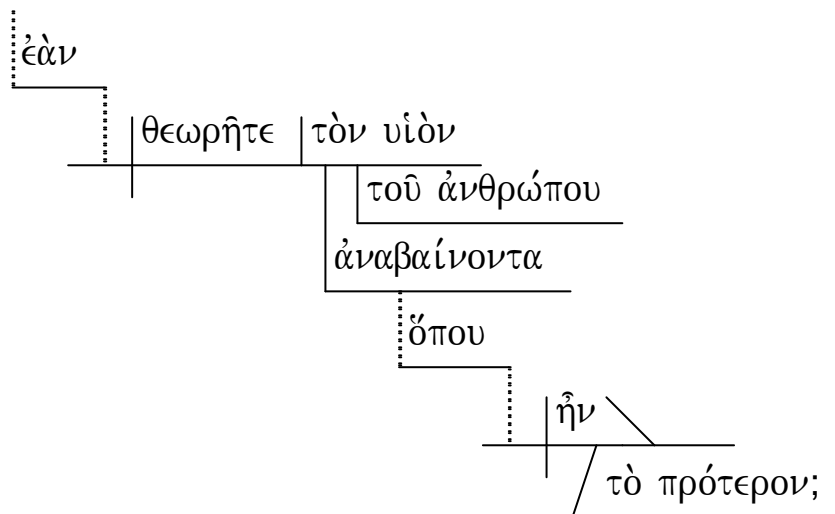 ἐὰν
θεωρῆτε τὸν υἱὸν
τοῦ ἀνθρώπου
ἀναβαίνοντα
ὅπου
ἦν
τὸ πρότερον;